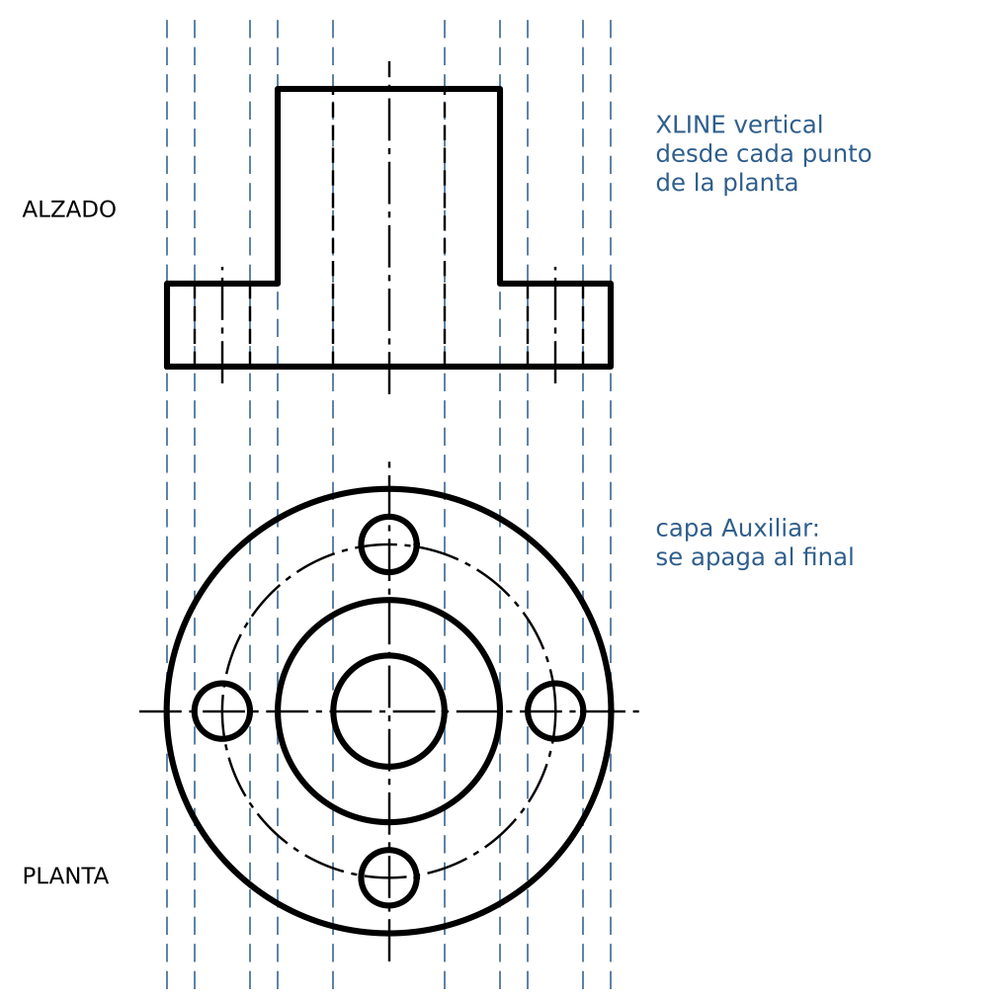 XLINE vertical
desde cada punto
de la planta
ALZADO
capa Auxiliar:
se apaga al final
PLANTA